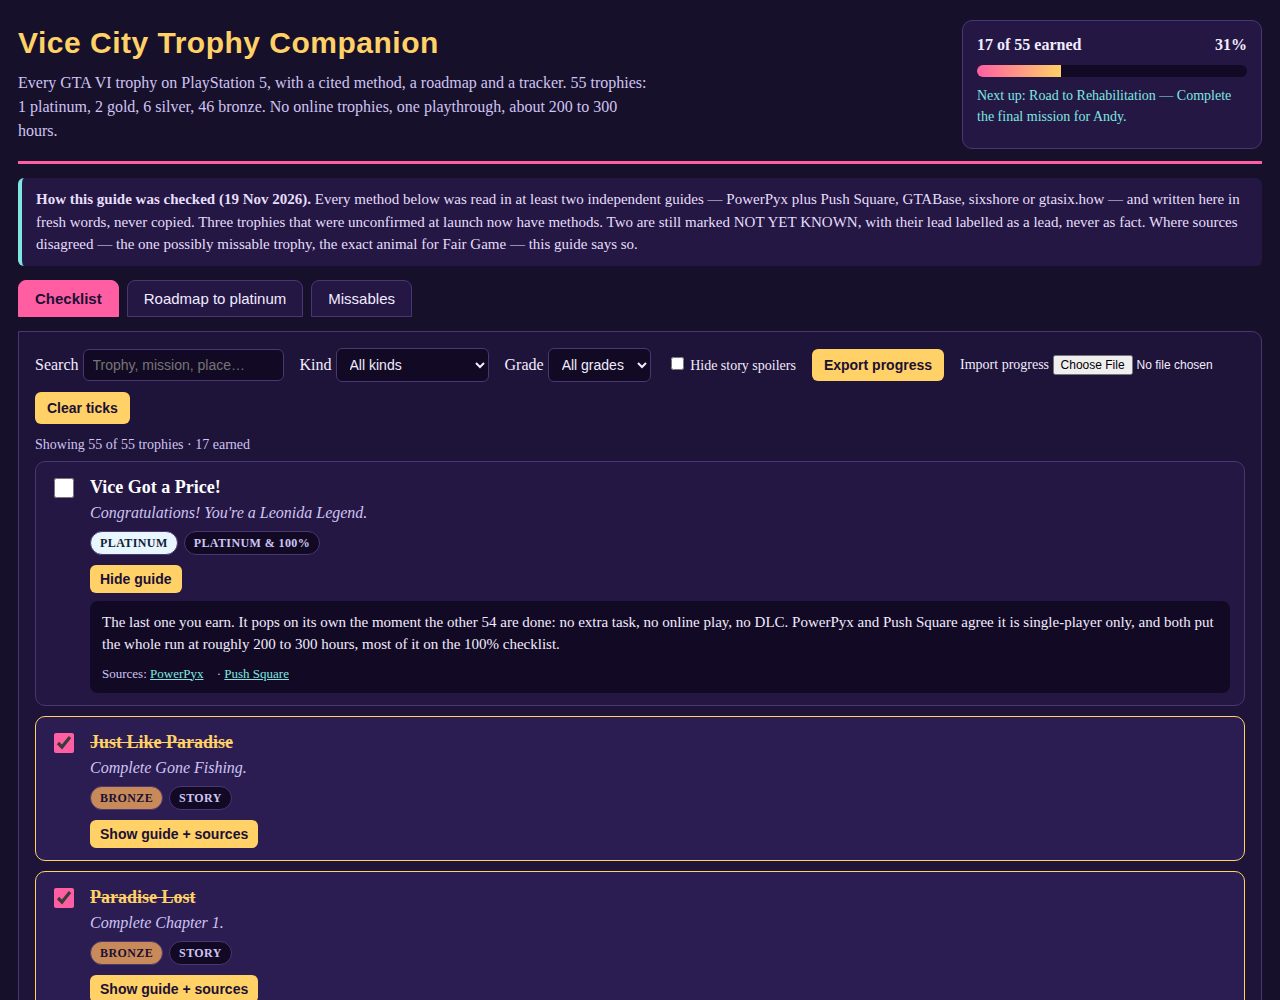 Vice City Trophy Companion
Every GTA VI trophy on PlayStation 5, with a cited method, a roadmap and a tracker. 55 trophies:
1 platinum, 2 gold, 6 silver, 46 bronze. No online trophies, one playthrough, about 200 to 300
hours.
17 of 55 earned 31%
Next up: Road to Rehabilitation — Complete
the final mission for Andy.
How this guide was checked (19 Nov 2026). Every method below was read in at least two independent guides — PowerPyx plus Push Square, GTABase, sixshore or gtasix.how — and written here in
fresh words, never copied. Three trophies that were unconfirmed at launch now have methods. Two are still marked NOT YET KNOWN, with their lead labelled as a lead, never as fact. Where sources
disagreed — the one possibly missable trophy, the exact animal for Fair Game — this guide says so.
Checklist Roadmap to platinum Missables
Search Trophy, mission, place… Kind All kinds Grade All grades Hide story spoilers Export progress Import progress Choose File No file chosen
Clear ticks
Showing 55 of 55 trophies · 17 earned
Vice Got a Price!
Congratulations! You're a Leonida Legend.
PLATINUM PLATINUM & 100%
Hide guide
The last one you earn. It pops on its own the moment the other 54 are done: no extra task, no online play, no DLC. PowerPyx and Push Square agree it is single-player only, and both put
the whole run at roughly 200 to 300 hours, most of it on the 100% checklist.
Sources: PowerPyx · Push Square
Just Like Paradise
Complete Gone Fishing.
BRONZE STORY
Show guide + sources
Paradise Lost
Complete Chapter 1.
BRONZE STORY
Show guide + sources